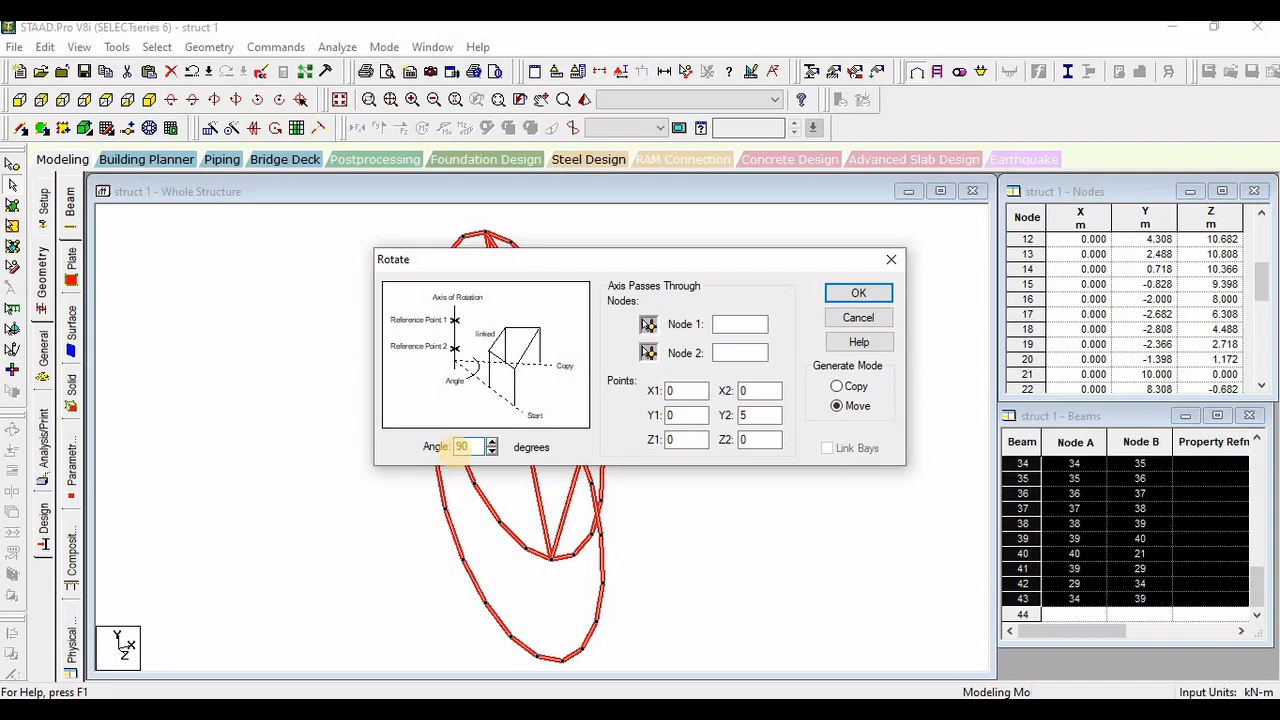 STAAD.Pro V8i (SELECTseries 6) - struct 1
File Edit View Tools Select Geometry Commands Analyze Mode Window Help
Modeling Building Planner Piping Bridge Deck Postprocessing Foundation Design Steel Design RAM Connection Concrete Design Advanced Slab Design Earthquake
Setup
Geometry
General
Analysis/Print
Design
Beam
Plate
Surface
Solid
Parametr...
Composit...
Physical ...
struct 1 - Whole Structure
Y
X
Z
Rotate
Axis of Rotation
Reference Point 1
linked
Reference Point 2
Copy
Angle
Start
Angle: 90 degrees
Axis Passes Through
Nodes:
Node 1:
Node 2:
Points: X1: 0 X2: 0
Y1: 0 Y2: 5
Z1: 0 Z2: 0
OK
Cancel
Help
Generate Mode
Copy
Move
Link Bays
struct 1 - Nodes
Node X m Y m Z m
12 0.000 4.308 10.682
13 0.000 2.488 10.808
14 0.000 0.718 10.366
15 0.000 -0.828 9.398
16 0.000 -2.000 8.000
17 0.000 -2.682 6.308
18 0.000 -2.808 4.488
19 0.000 -2.366 2.718
20 0.000 -1.398 1.172
21 0.000 10.000 0.000
22 0.000 8.308 -0.682
struct 1 - Beams
Beam Node A Node B Property Refn
34 34 35
35 35 36
36 36 37
37 37 38
38 38 39
39 39 40
40 40 21
41 39 29
42 29 34
43 34 39
44
For Help, press F1
Modeling Mo
Input Units: kN-m